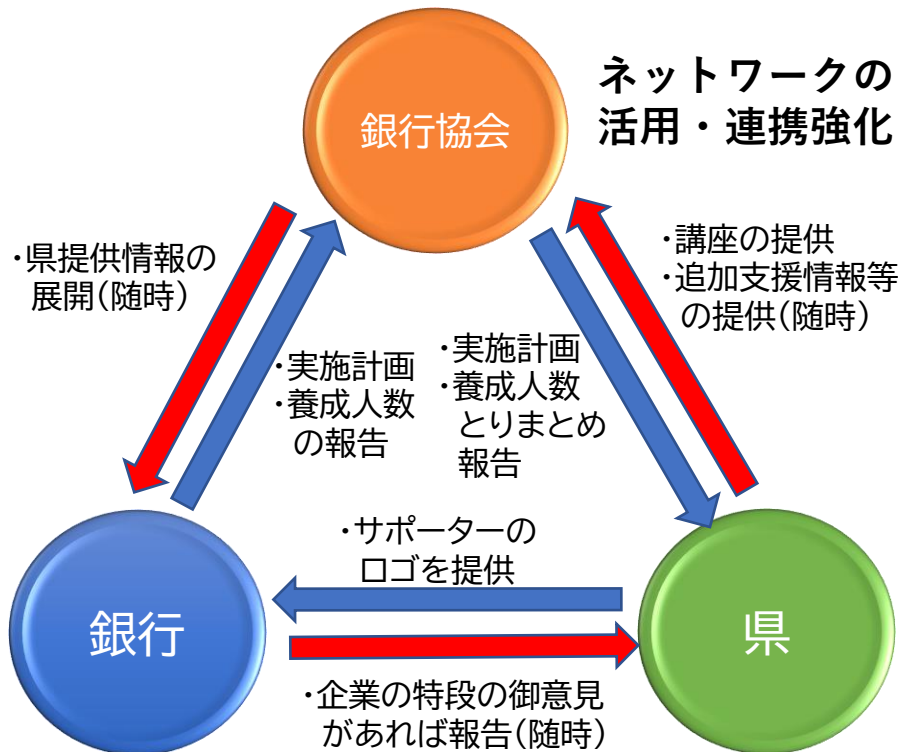 ネットワークの
活用・連携強化
銀行協会
・県提供情報の
展開(随時)
・講座の提供
・追加支援情報等
の提供(随時)
・実施計画
・養成人数
の報告
・実施計画
・養成人数
とりまとめ
報告
・サポーターの
ロゴを提供
銀行
県
・企業の特段の御意見
があれば報告(随時)